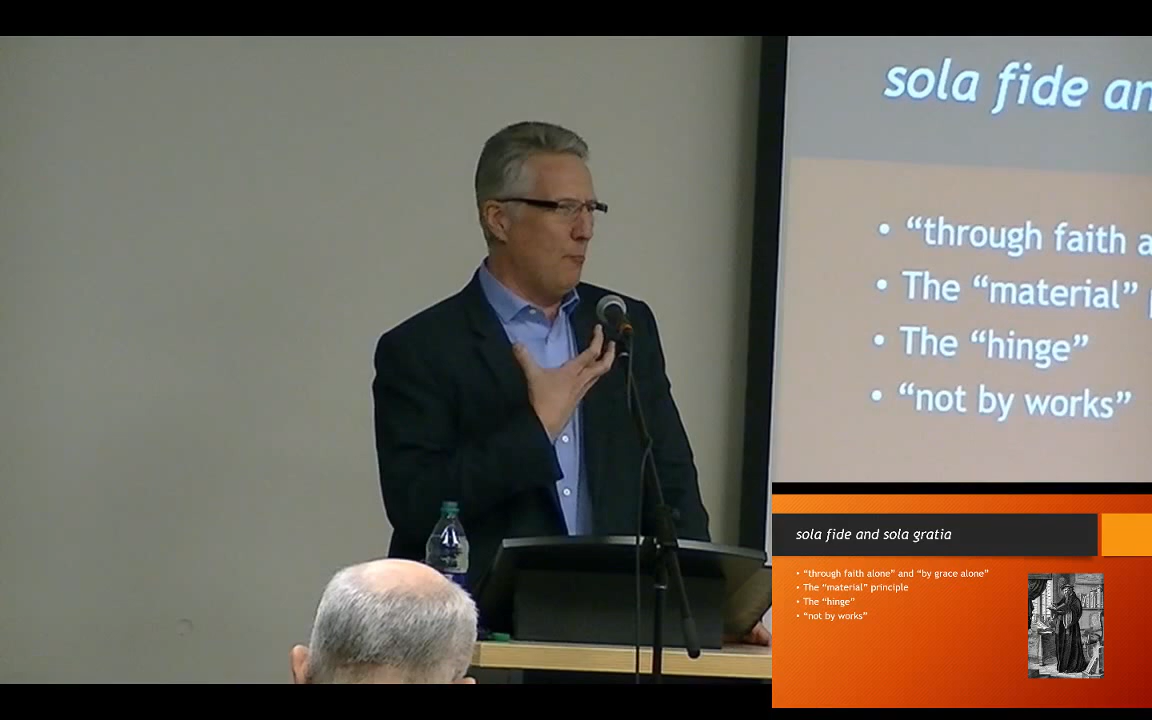 sola fide an
• “through faith a
• The “material”
• The “hinge”
• “not by works”
sola fide and sola gratia
• “through faith alone” and “by grace alone”
• The “material” principle
• The “hinge”
• “not by works”